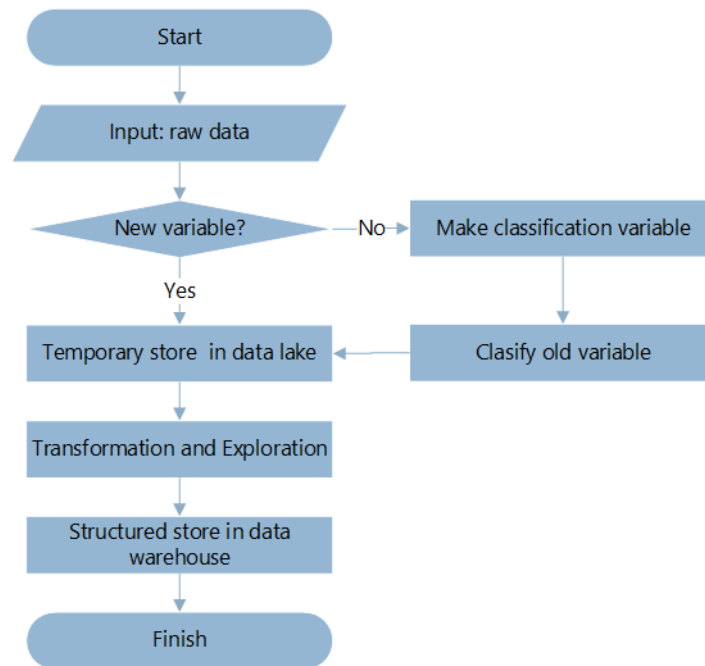 Start
Input: raw data
New variable?
No
Make classification variable
Yes
Temporary store in data lake
Clasify old variable
Transformation and Exploration
Structured store in data
warehouse
Finish